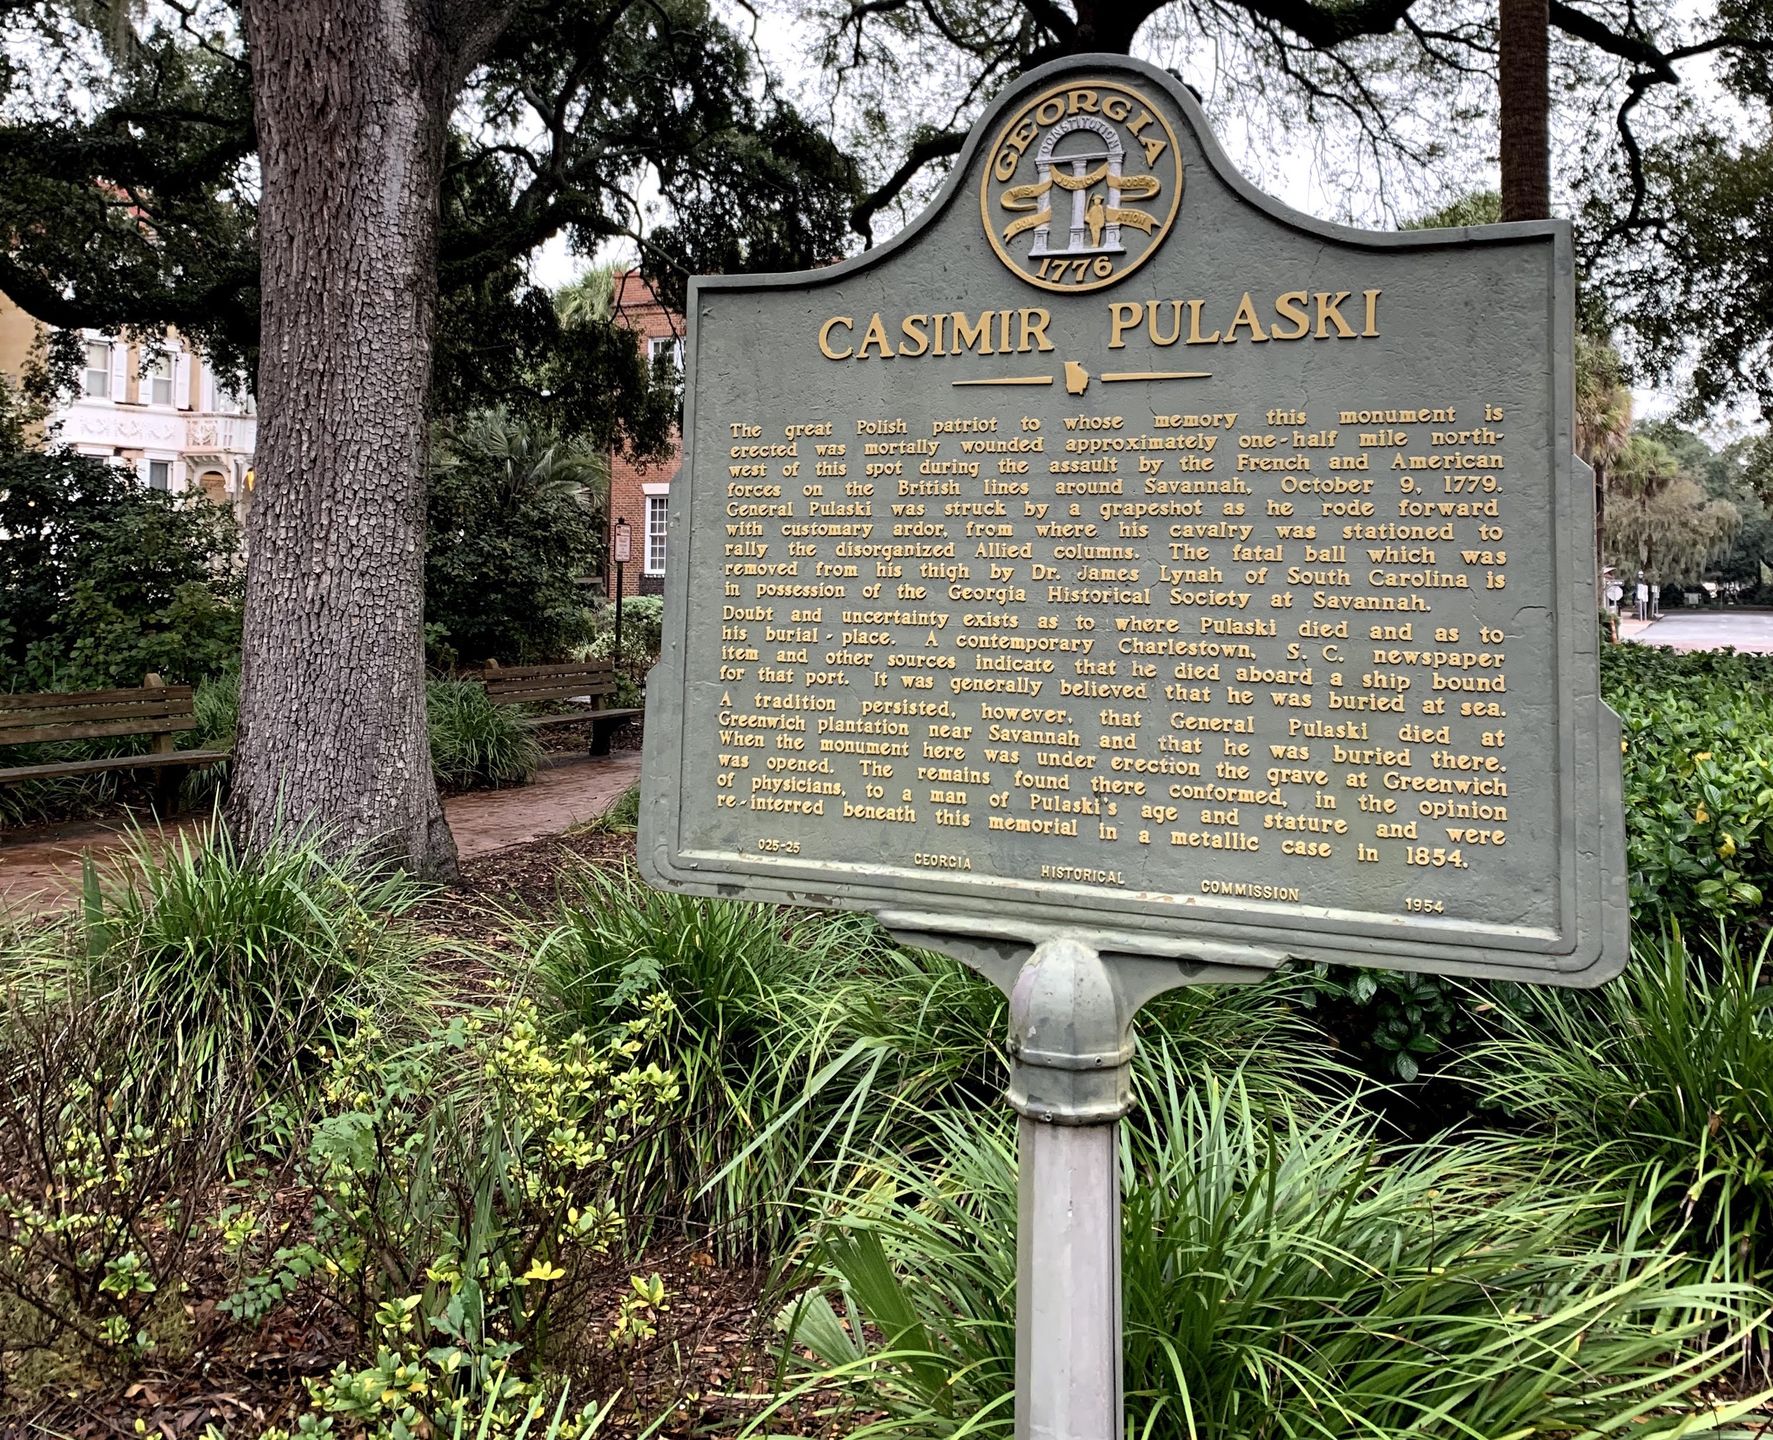 GEORGIA
CONSTITUTION
1776
CASIMIR PULASKI
The great Polish patriot to whose memory this monument is
erected was mortally wounded approximately one-half mile north-
west of this spot during the assault by the French and American
forces on the British lines around Savannah, October 9, 1779.
General Pulaski was struck by a grapeshot as he rode forward
with customary ardor, from where his cavalry was stationed to
rally the disorganized Allied columns. The fatal ball which was
removed from his thigh by Dr. James Lynah of South Carolina is
in possession of the Georgia Historical Society at Savannah.
Doubt and uncertainty exists as to where Pulaski died and as to
his burial-place. A contemporary Charlestown, S. C. newspaper
item and other sources indicate that he died aboard a ship bound
for that port. It was generally believed that he was buried at sea.
A tradition persisted, however, that General Pulaski died at
Greenwich plantation near Savannah and that he was buried there.
When the monument here was under erection the grave at Greenwich
was opened. The remains found there conformed, in the opinion
of physicians, to a man of Pulaski's age and stature and were
re-interred beneath this memorial in a metallic case in 1854.
025-25 GEORGIA HISTORICAL COMMISSION 1954